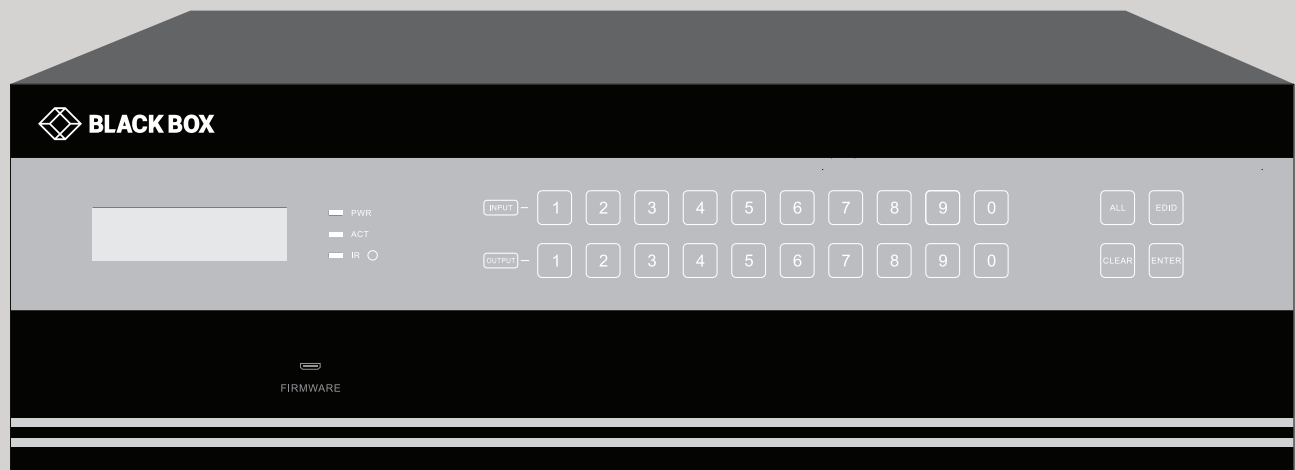 BLACK BOX
PWR
ACT
IR
INPUT 1 2 3 4 5 6 7 8 9 0
OUTPUT 1 2 3 4 5 6 7 8 9 0
ALL EDID
CLEAR ENTER
FIRMWARE